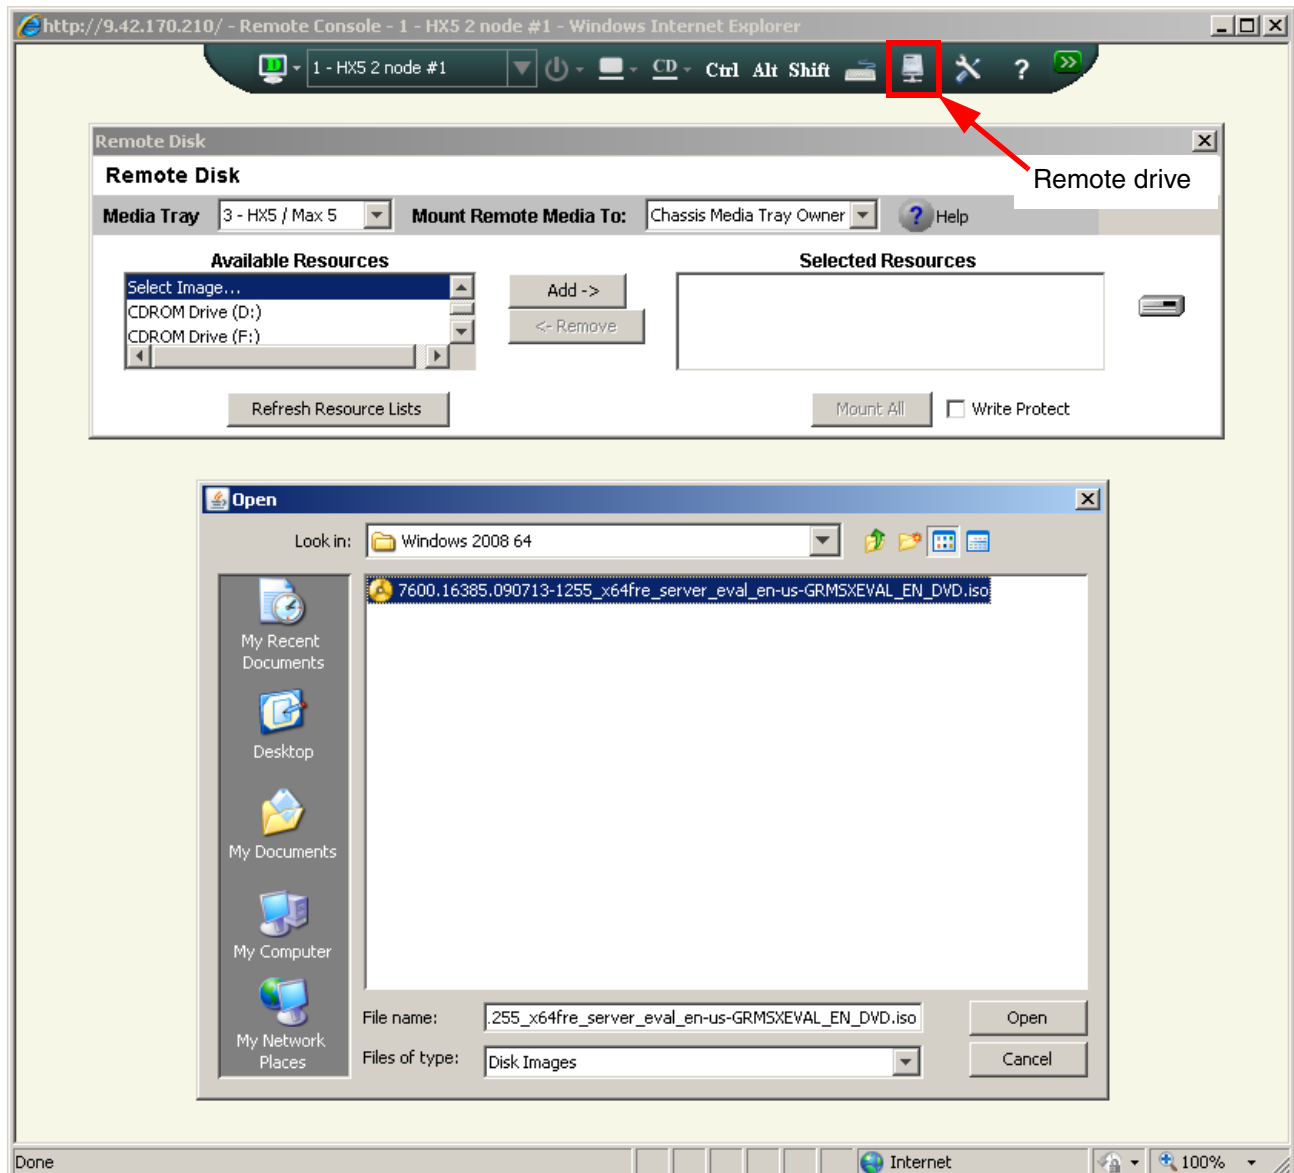 http://9.42.170.210/ - Remote Console - 1 - HX5 2 node #1 - Windows Internet Explorer
1 - HX5 2 node #1 CD Ctrl Alt Shift ?
Remote Disk
Remote Disk
Remote drive
Media Tray 3 - HX5 / Max 5 Mount Remote Media To: Chassis Media Tray Owner ? Help
Available Resources Selected Resources
Select Image...
CDROM Drive (D:)
CDROM Drive (F:)
Add ->
<- Remove
Refresh Resource Lists Mount All Write Protect
Open
Look in: Windows 2008 64
7600.16385.090713-1255_x64fre_server_eval_en-us-GRMSXEVAL_EN_DVD.iso
My Recent
Documents
Desktop
My Documents
My Computer
My Network
Places
File name: .255_x64fre_server_eval_en-us-GRMSXEVAL_EN_DVD.iso Open
Files of type: Disk Images Cancel
Done Internet 100%